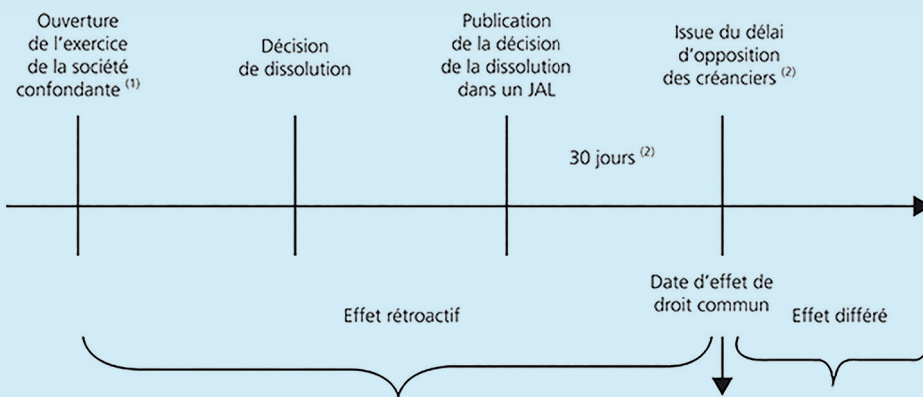 Ouverture
de l'exercice
de la société
confondante (1)
Décision
de dissolution
Publication
de la décision
de la dissolution
dans un JAL
Issue du délai
d'opposition
des créanciers (2)
30 jours (2)
Effet rétroactif
Date d'effet de
droit commun
Effet différé